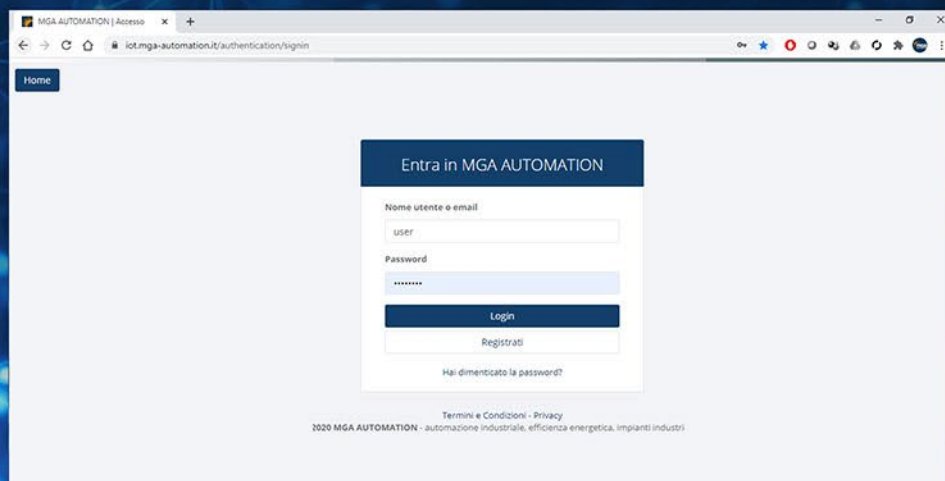 MGA AUTOMATION | Accesso
iot.mga-automation.it/authentication/signin
Home
Entra in MGA AUTOMATION
Nome utente o email
user
Password
••••••••
Login
Registrati
Hai dimenticato la password?
Termini e Condizioni - Privacy
2020 MGA AUTOMATION - automazione industriale, efficienza energetica, impianti industri